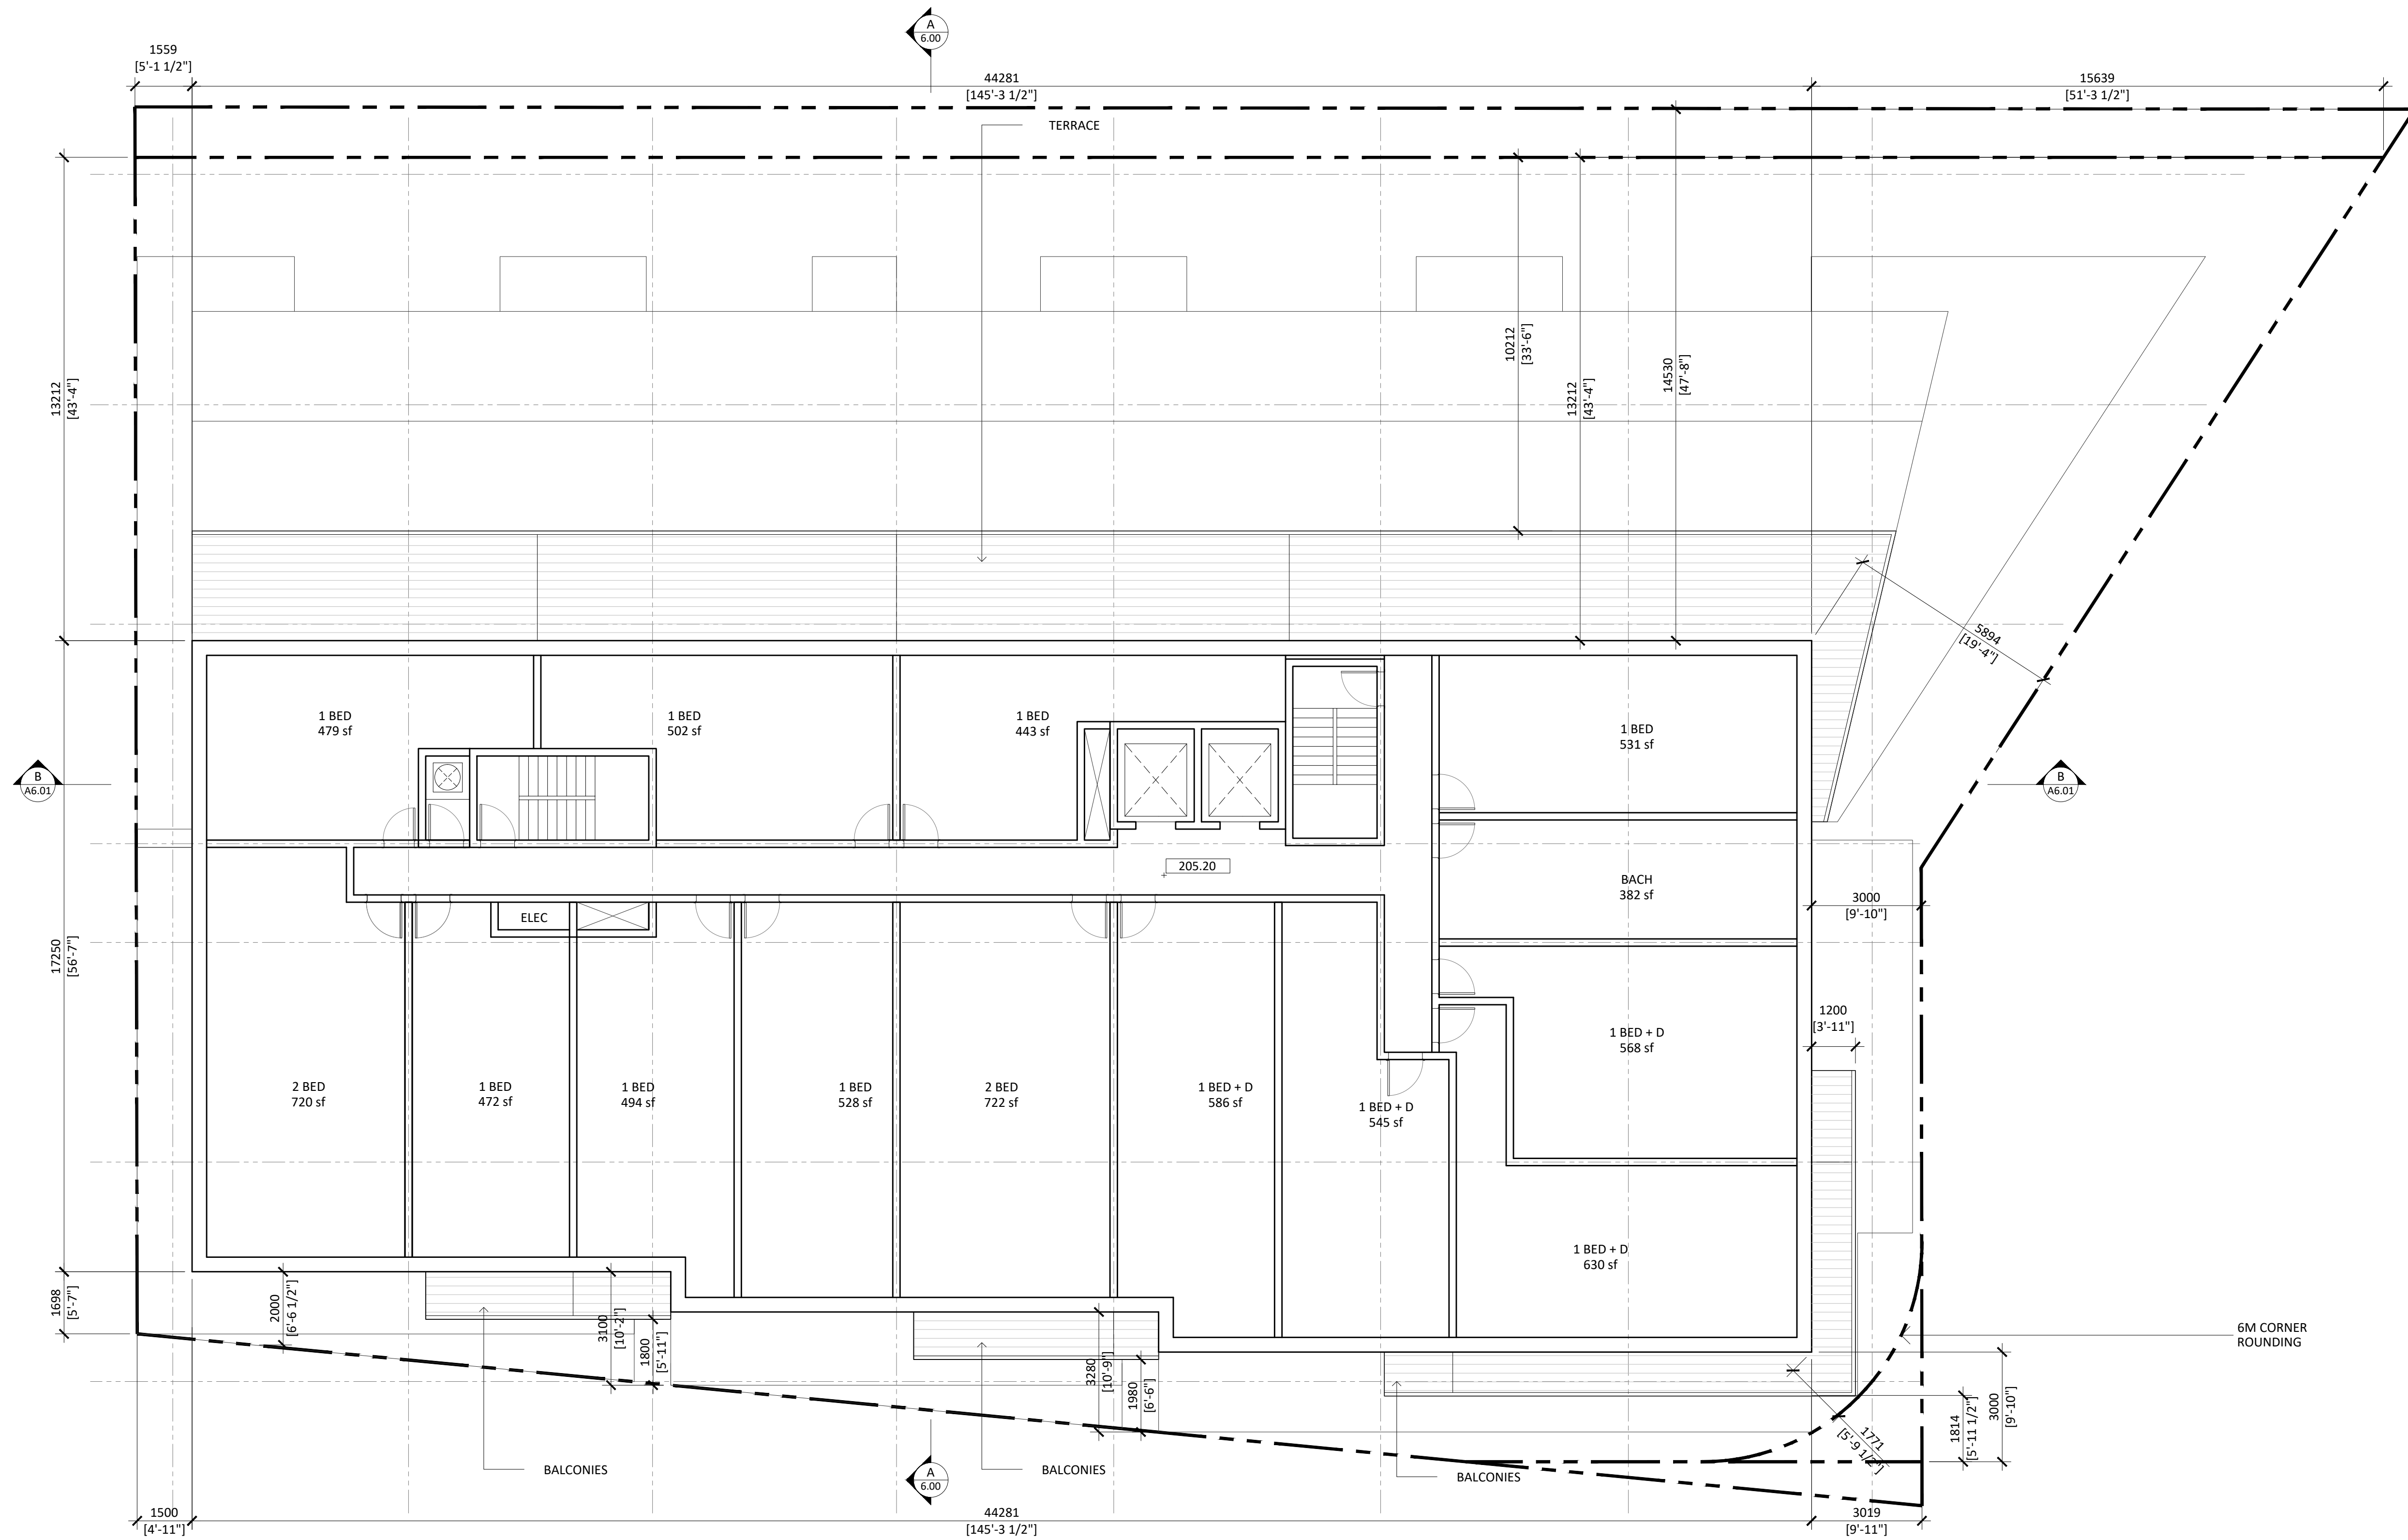 A
6.00
1559
[5'-1 1/2"]
44281
[145'-3 1/2"]
15639
[51'-3 1/2"]
TERRACE
13212
[43'-4"]
10212
[33'-6"]
13212
[43'-4"]
14530
[47'-8"]
5894
[19'-4"]
1 BED
479 sf
1 BED
502 sf
1 BED
443 sf
1 BED
531 sf
B
A6.01
B
A6.01
205.20
BACH
382 sf
3000
[9'-10"]
ELEC
17250
[56'-7"]
1200
[3'-11"]
1 BED + D
568 sf
2 BED
720 sf
1 BED
472 sf
1 BED
494 sf
1 BED
528 sf
2 BED
722 sf
1 BED + D
586 sf
1 BED + D
545 sf
1 BED + D
630 sf
1698
[5'-7"]
2000
[6'-6 1/2"]
3100
[10'-2"]
1800
[5'-11"]
3280
[10'-9"]
1980
[6'-6"]
6M CORNER
ROUNDING
3000
[9'-10"]
1814
[5'-11 1/2"]
1771
[5'-9 1/2"]
BALCONIES
BALCONIES
BALCONIES
A
6.00
1500
[4'-11"]
44281
[145'-3 1/2"]
3019
[9'-11"]